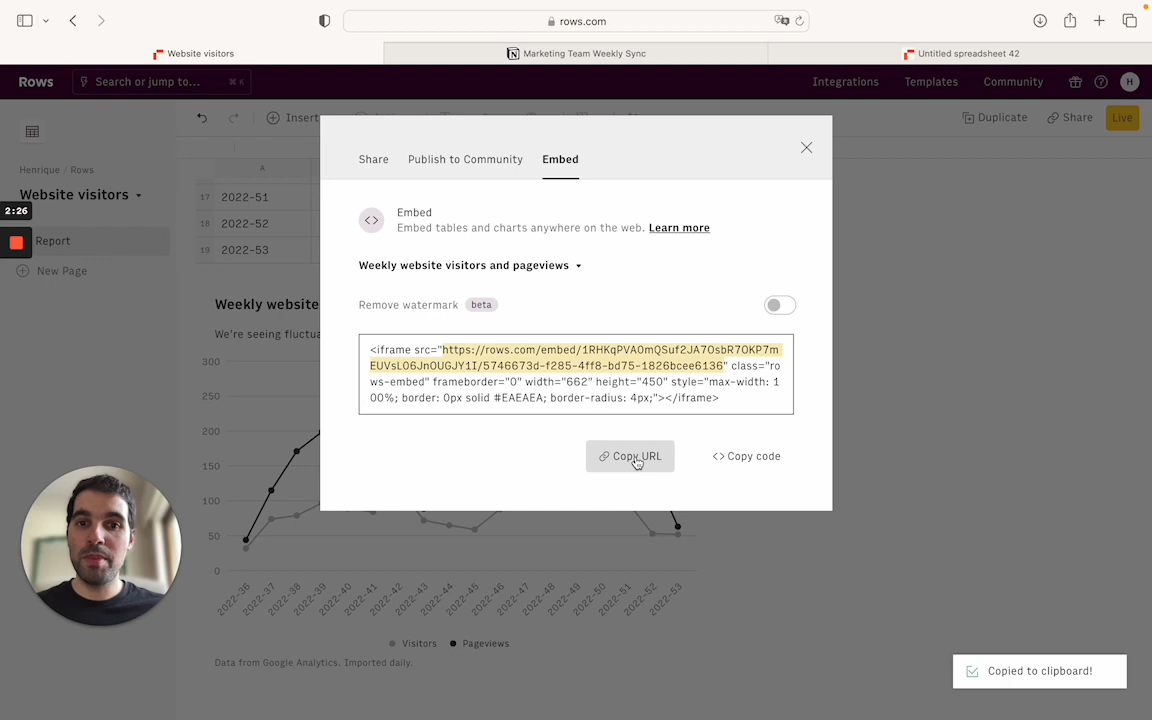 rows.com
Website visitors
Marketing Team Weekly Sync
Untitled spreadsheet 42
Rows
Search or jump to... ⌘ K
Integrations
Templates
Community
H
Insert
Duplicate
Share
Live
Henrique / Rows
Website visitors
2:26
Report
New Page
A
17 2022-51
18 2022-52
19 2022-53
Share
Publish to Community
Embed
<> Embed
Embed tables and charts anywhere on the web. Learn more
Weekly website visitors and pageviews
Remove watermark beta
<iframe src="https://rows.com/embed/1RHKqPVA0mQSuf2JA7OsbR7OKP7m
EUVsLO6JnOUGJY1I/5746673d-f285-4ff8-bd75-1826bcee6136" class="ro
ws-embed" frameborder="0" width="662" height="450" style="max-width: 1
00%; border: 0px solid #EAEAEA; border-radius: 4px;"></iframe>
Copy URL
<> Copy code
Weekly website
We're seeing fluctua
300
250
200
150
100
50
0
2022-36
2022-37
2022-38
2022-39
2022-40
2022-41
2022-42
2022-43
2022-44
2022-45
2022-46
2022-47
2022-48
2022-49
2022-50
2022-51
2022-52
2022-53
Visitors
Pageviews
Data from Google Analytics. Imported daily.
Copied to clipboard!